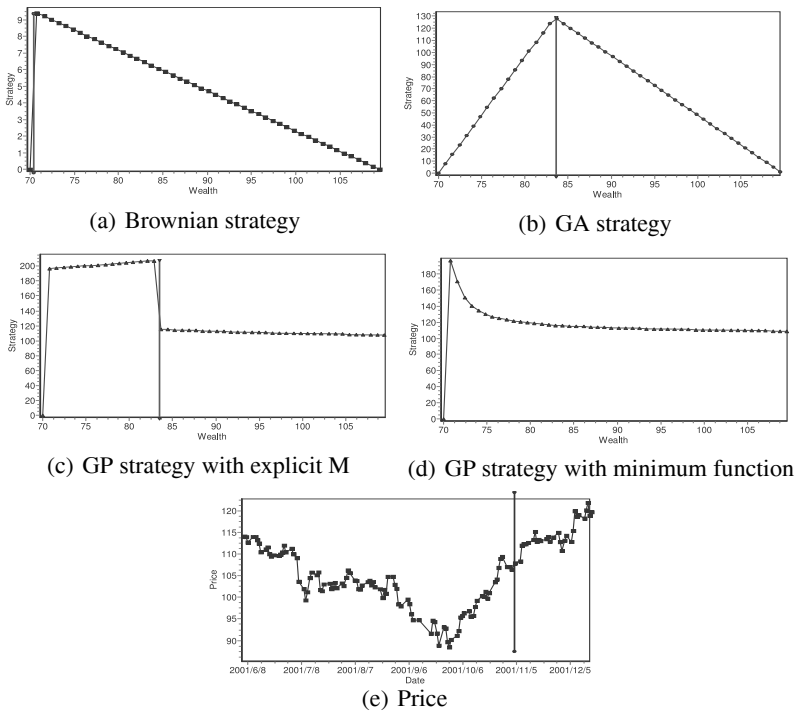 9
8
7
6
5
4
3
2
1
0
Strategy
70 75 80 85 90 95 100 105
Wealth
(a) Brownian strategy
130
120
110
100
90
80
70
60
50
40
30
20
10
0
Strategy
70 75 80 85 90 95 100 105
Wealth
(b) GA strategy
200
180
160
140
120
100
80
60
40
20
0
Strategy
70 75 80 85 90 95 100 105
Wealth
(c) GP strategy with explicit M
180
160
140
120
100
80
60
40
20
0
Strategy
70 75 80 85 90 95 100 105
Wealth
(d) GP strategy with minimum function
120
115
110
105
100
95
90
Price
2001/6/8 2001/7/8 2001/8/7 2001/9/6 2001/10/6 2001/11/5 2001/12/5
Date
(e) Price